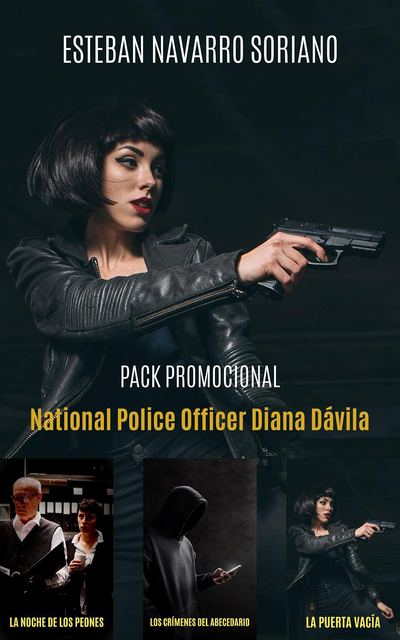 ESTEBAN NAVARRO SORIANO
PACK PROMOCIONAL
National Police Officer Diana Dávila
LA NOCHE DE LOS PEONES
LOS CRÍMENES DEL ABECEDARIO
LA PUERTA VACÍA